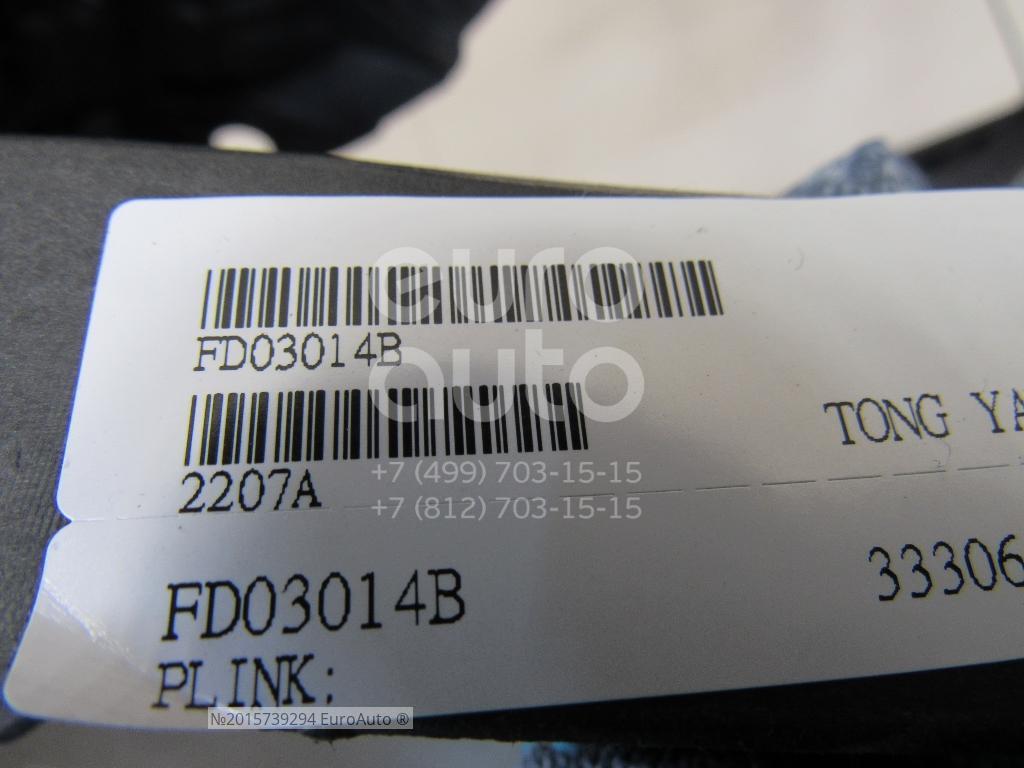 euro
auto
FD03014B
2207A
TONG
+7 (499) 703-15-15
+7 (812) 703-15-15
FD03014B
33306
PLINK:
№2015739294 EuroAuto ®